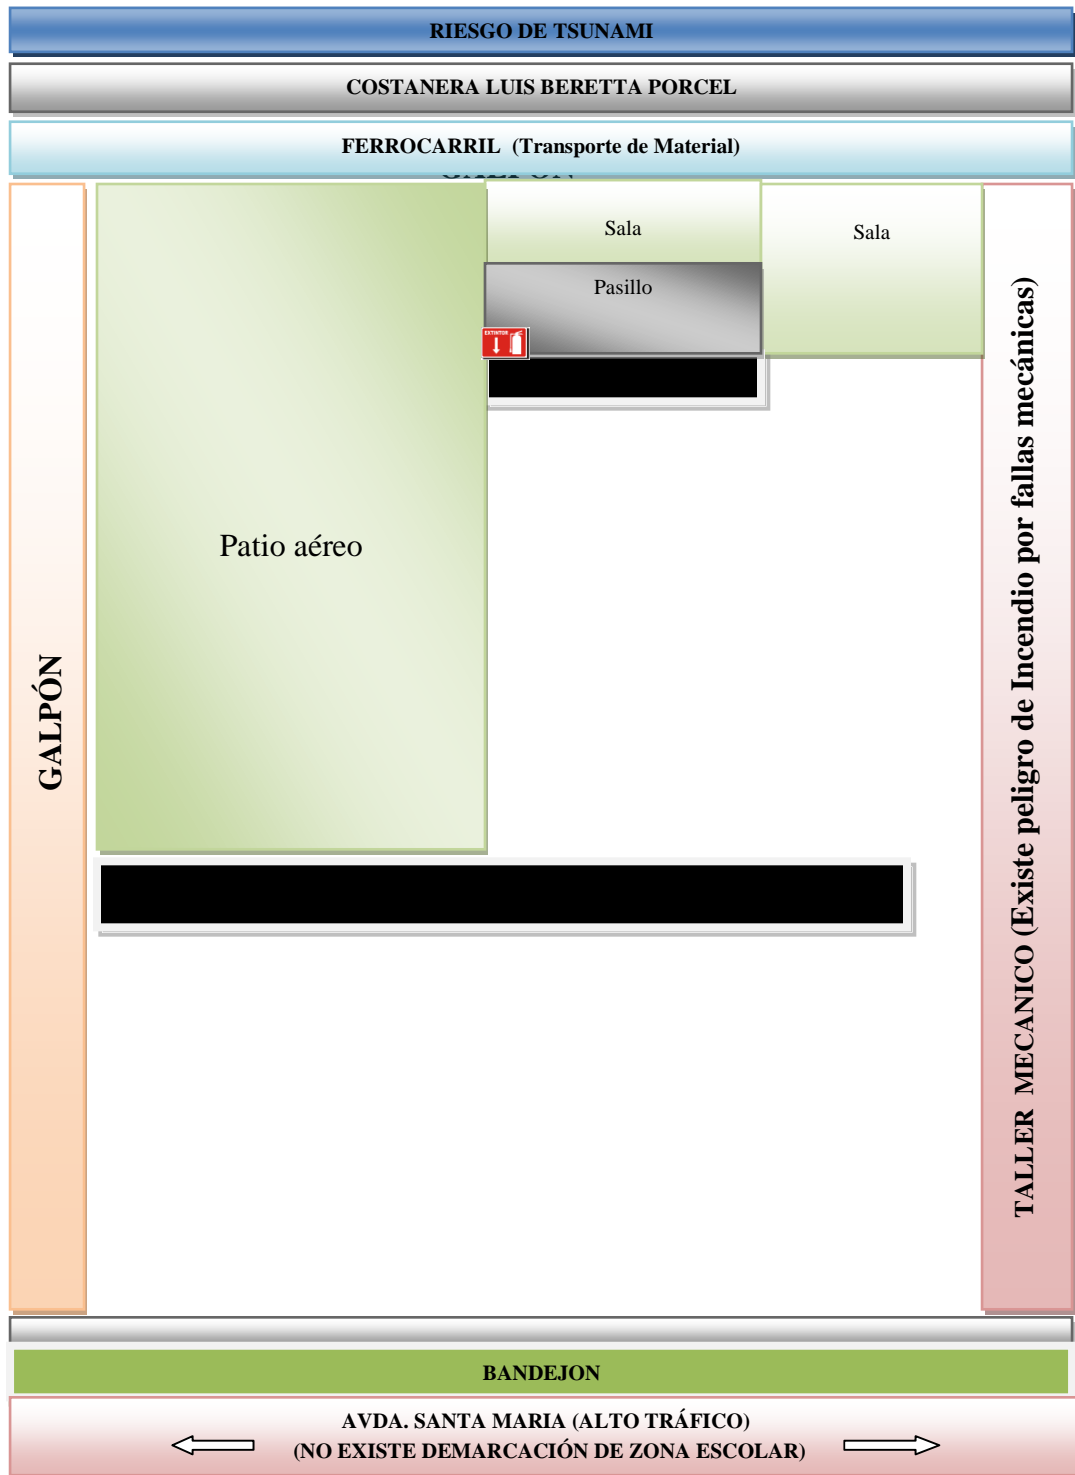 RIESGO DE TSUNAMI
COSTANERA LUIS BERETTA PORCEL
FERROCARRIL (Transporte de Material)
Sala
Sala
Pasillo
EXTINTOR
Patio aéreo
GALPÓN
TALLER MECANICO (Existe peligro de Incendio por fallas mecánicas)
BANDEJON
AVDA. SANTA MARIA (ALTO TRÁFICO)
(NO EXISTE DEMARCACIÓN DE ZONA ESCOLAR)